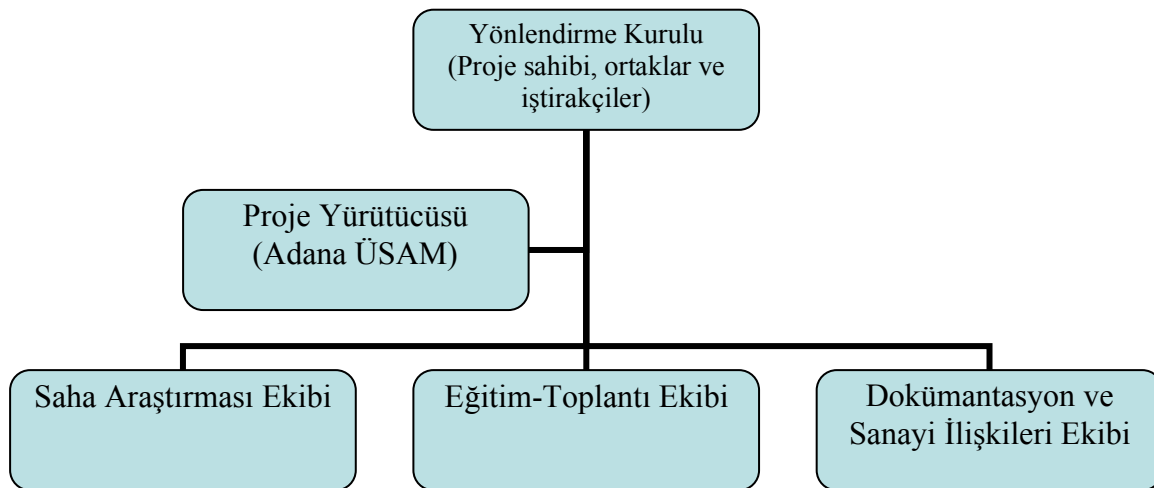 Yönlendirme Kurulu
(Proje sahibi, ortaklar ve
iştirakçiler)
Proje Yürütücüsü
(Adana ÜSAM)
Saha Araştırması Ekibi
Eğitim-Toplantı Ekibi
Dokümantasyon ve
Sanayi İlişkileri Ekibi